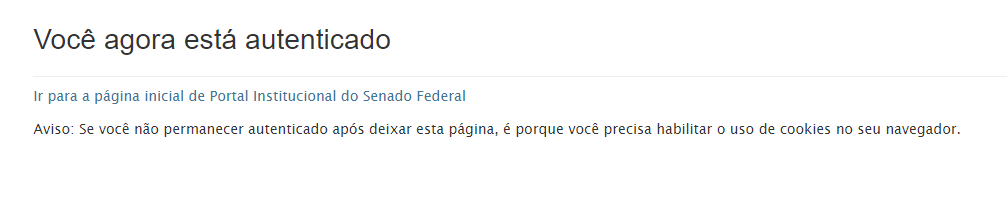 Você agora está autenticado
Ir para a página inicial de Portal Institucional do Senado Federal
Aviso: Se você não permanecer autenticado após deixar esta página, é porque você precisa habilitar o uso de cookies no seu navegador.